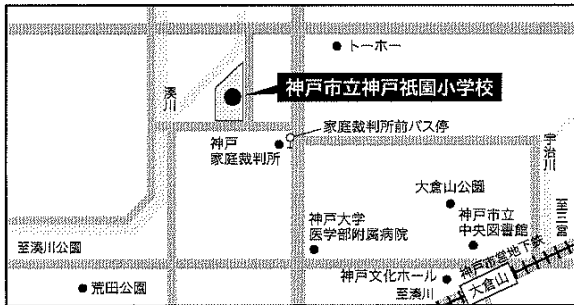 トーホー
湊川
神戸市立神戸祇園小学校
家庭裁判所前バス停
神戸
家庭裁判所
宇治川
大倉山公園
至三宮
神戸大学
医学部附属病院
神戸市立
中央図書館
至湊川公園
神戸市営地下鉄
神戸文化ホール
大倉山
荒田公園
至湊川